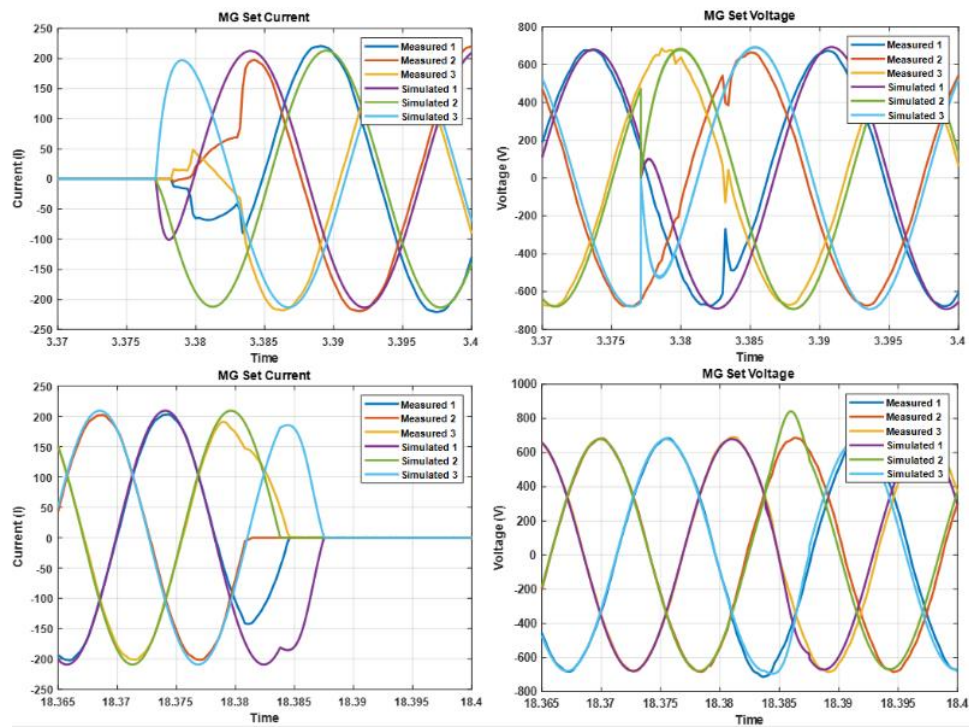 MG Set Current
250
200
150
100
50
0
-50
-100
-150
-200
-250
Current (I)
3.37
3.375
3.38
3.385
3.39
3.395
3.4
Time
Measured 1
Measured 2
Measured 3
Simulated 1
Simulated 2
Simulated 3
MG Set Voltage
800
600
400
200
0
-200
-400
-600
-800
Voltage (V)
3.37
3.375
3.38
3.385
3.39
3.395
3.4
Time
Measured 1
Measured 2
Measured 3
Simulated 1
Simulated 2
Simulated 3
MG Set Current
250
200
150
100
50
0
-50
-100
-150
-200
-250
Current (I)
18.365
18.37
18.375
18.38
18.385
18.39
18.395
18.4
Time
Measured 1
Measured 2
Measured 3
Simulated 1
Simulated 2
Simulated 3
MG Set Voltage
1000
800
600
400
200
0
-200
-400
-600
-800
Voltage (V)
18.365
18.37
18.375
18.38
18.385
18.39
18.395
18.4
Time
Measured 1
Measured 2
Measured 3
Simulated 1
Simulated 2
Simulated 3